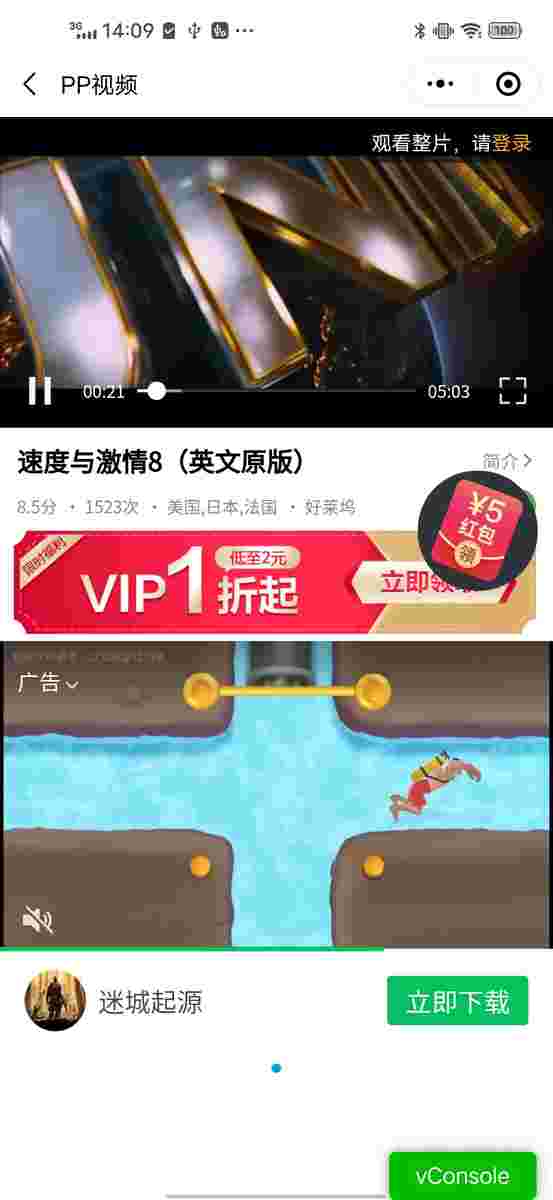 3G 14:09 100
PP视频
观看整片，请登录
00:21 05:03
速度与激情8（英文原版）
简介
8.5分 · 1523次 · 美国,日本,法国 · 好莱坞
¥5
红包
领
限时福利
低至2元
VIP1折起
立即领
广告
迷城起源
立即下载
vConsole